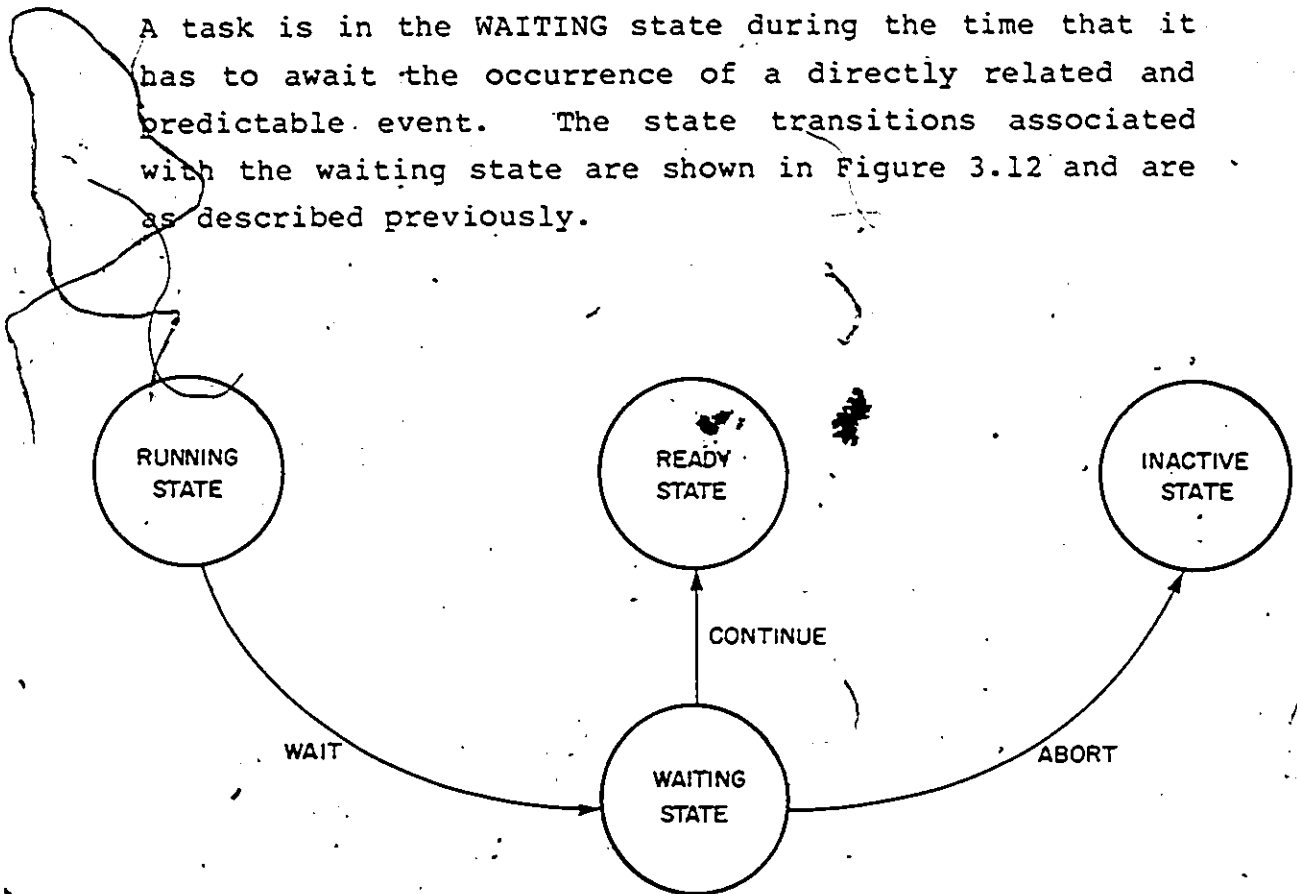 A task is in the WAITING state during the time that it
has to await the occurrence of a directly related and
predictable event. The state transitions associated
with the waiting state are shown in Figure 3.12 and are
as described previously.
RUNNING
STATE
READY
STATE
INACTIVE
STATE
CONTINUE
WAIT
ABORT
WAITING
STATE